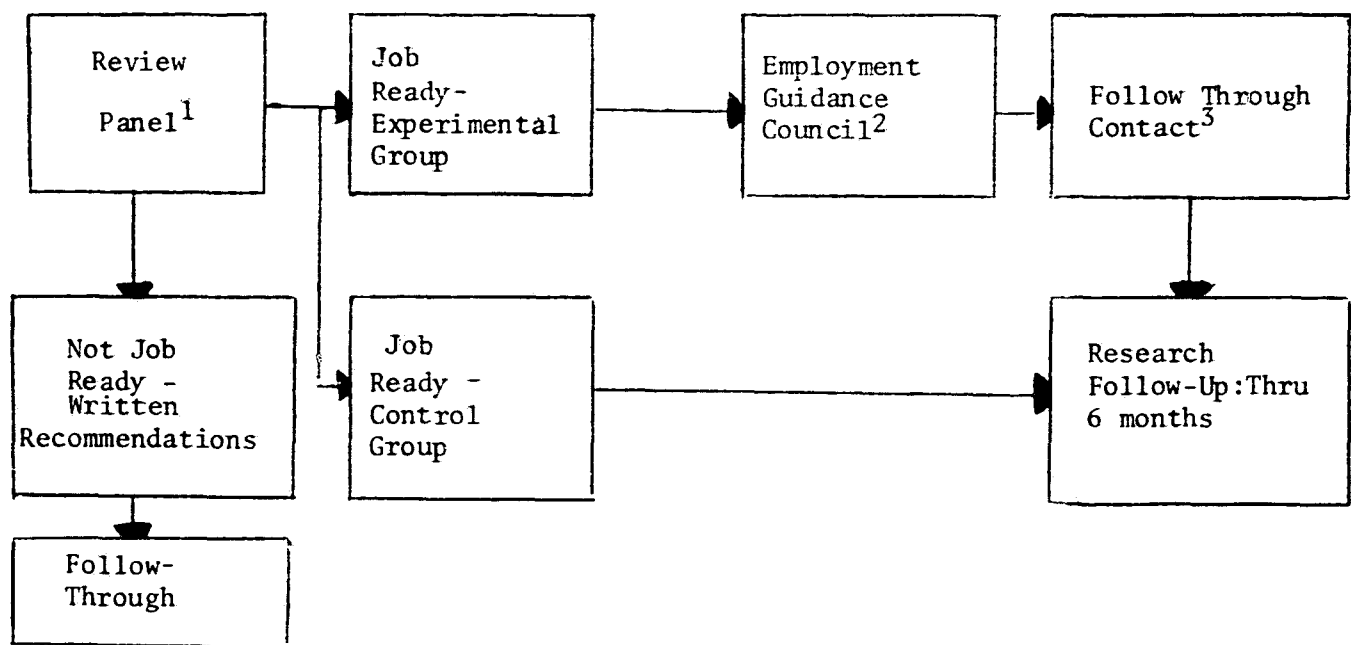 Review
Panel1
Job
Ready-
Experimental
Group
Employment
Guidance
Council2
Follow Through
Contact3
Not Job
Ready -
Written
Recommendations
Job
Ready -
Control
Group
Research
Follow-Up:Thru
6 months
Follow-
Through